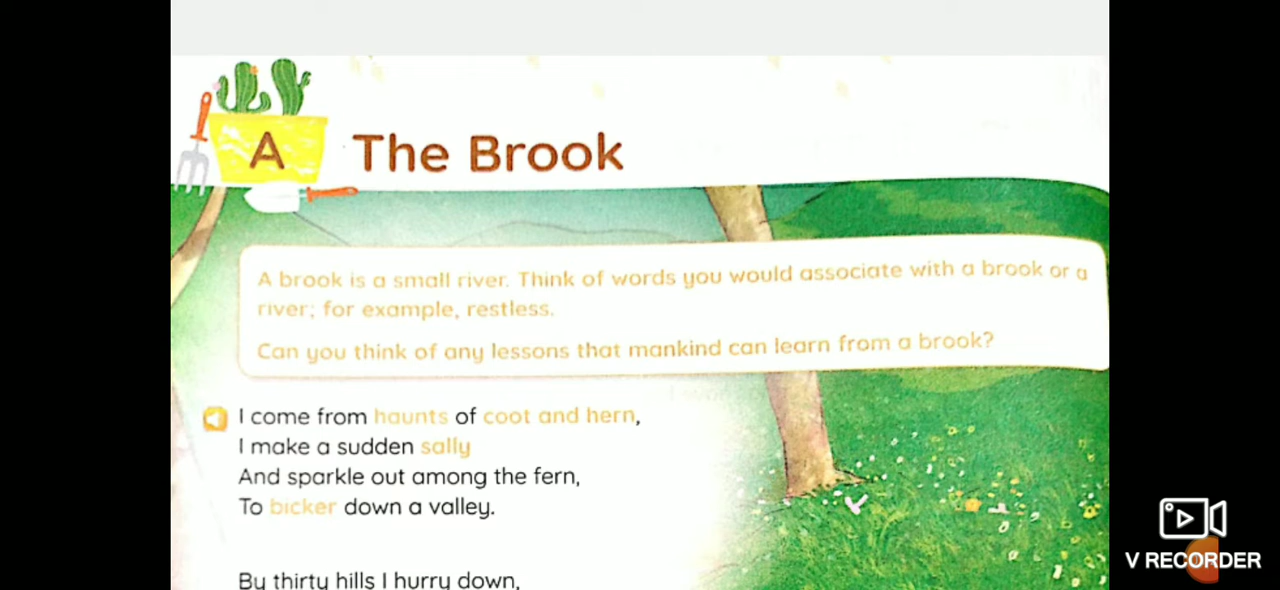 A
The Brook
A brook is a small river. Think of words you would associate with a brook or a
river; for example, restless.
Can you think of any lessons that mankind can learn from a brook?
I come from haunts of coot and hern,
I make a sudden sally
And sparkle out among the fern,
To bicker down a valley.
By thirty hills I hurry down,
V RECORDER